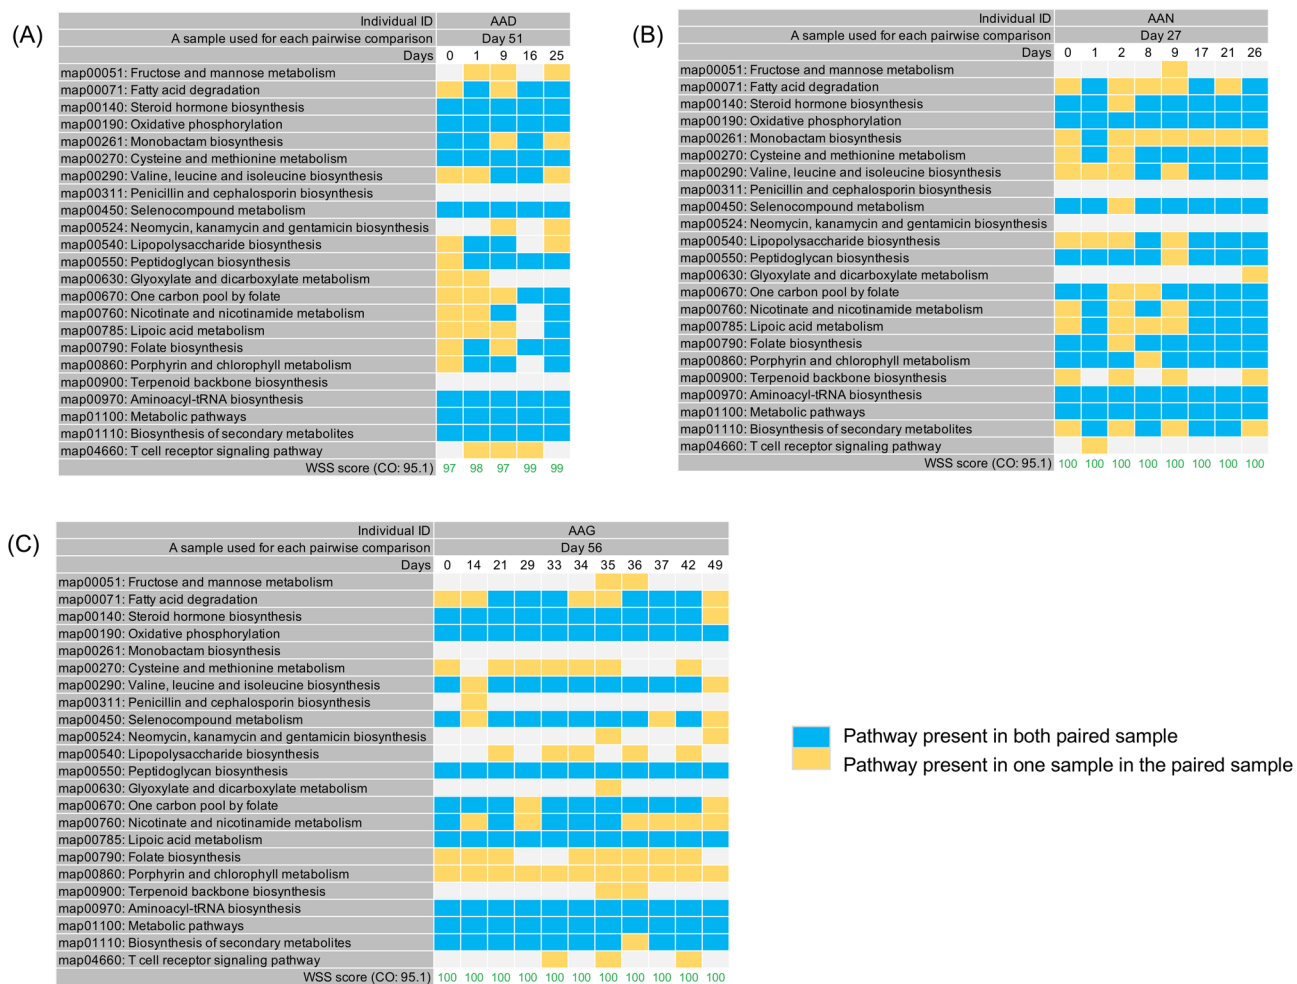 (A)
Individual ID AAD
A sample used for each pairwise comparison Day 51
Days 0 1 9 16 25
map00051: Fructose and mannose metabolism
map00071: Fatty acid degradation
map00140: Steroid hormone biosynthesis
map00190: Oxidative phosphorylation
map00261: Monobactam biosynthesis
map00270: Cysteine and methionine metabolism
map00290: Valine, leucine and isoleucine biosynthesis
map00311: Penicillin and cephalosporin biosynthesis
map00450: Selenocompound metabolism
map00524: Neomycin, kanamycin and gentamicin biosynthesis
map00540: Lipopolysaccharide biosynthesis
map00550: Peptidoglycan biosynthesis
map00630: Glyoxylate and dicarboxylate metabolism
map00670: One carbon pool by folate
map00760: Nicotinate and nicotinamide metabolism
map00785: Lipoic acid metabolism
map00790: Folate biosynthesis
map00860: Porphyrin and chlorophyll metabolism
map00900: Terpenoid backbone biosynthesis
map00970: Aminoacyl-tRNA biosynthesis
map01100: Metabolic pathways
map01110: Biosynthesis of secondary metabolites
map04660: T cell receptor signaling pathway
WSS score (CO: 95.1) 97 98 97 99 99
(B)
Individual ID AAN
A sample used for each pairwise comparison Day 27
Days 0 1 2 8 9 17 21 26
map00051: Fructose and mannose metabolism
map00071: Fatty acid degradation
map00140: Steroid hormone biosynthesis
map00190: Oxidative phosphorylation
map00261: Monobactam biosynthesis
map00270: Cysteine and methionine metabolism
map00290: Valine, leucine and isoleucine biosynthesis
map00311: Penicillin and cephalosporin biosynthesis
map00450: Selenocompound metabolism
map00524: Neomycin, kanamycin and gentamicin biosynthesis
map00540: Lipopolysaccharide biosynthesis
map00550: Peptidoglycan biosynthesis
map00630: Glyoxylate and dicarboxylate metabolism
map00670: One carbon pool by folate
map00760: Nicotinate and nicotinamide metabolism
map00785: Lipoic acid metabolism
map00790: Folate biosynthesis
map00860: Porphyrin and chlorophyll metabolism
map00900: Terpenoid backbone biosynthesis
map00970: Aminoacyl-tRNA biosynthesis
map01100: Metabolic pathways
map01110: Biosynthesis of secondary metabolites
map04660: T cell receptor signaling pathway
WSS score (CO: 95.1) 100 100 100 100 100 100 100 100
(C)
Individual ID AAG
A sample used for each pairwise comparison Day 56
Days 0 14 21 29 33 34 35 36 37 42 49
map00051: Fructose and mannose metabolism
map00071: Fatty acid degradation
map00140: Steroid hormone biosynthesis
map00190: Oxidative phosphorylation
map00261: Monobactam biosynthesis
map00270: Cysteine and methionine metabolism
map00290: Valine, leucine and isoleucine biosynthesis
map00311: Penicillin and cephalosporin biosynthesis
map00450: Selenocompound metabolism
map00524: Neomycin, kanamycin and gentamicin biosynthesis
map00540: Lipopolysaccharide biosynthesis
map00550: Peptidoglycan biosynthesis
map00630: Glyoxylate and dicarboxylate metabolism
map00670: One carbon pool by folate
map00760: Nicotinate and nicotinamide metabolism
map00785: Lipoic acid metabolism
map00790: Folate biosynthesis
map00860: Porphyrin and chlorophyll metabolism
map00900: Terpenoid backbone biosynthesis
map00970: Aminoacyl-tRNA biosynthesis
map01100: Metabolic pathways
map01110: Biosynthesis of secondary metabolites
map04660: T cell receptor signaling pathway
WSS score (CO: 95.1) 100 100 100 100 100 100 100 100 100 100 100
Pathway present in both paired sample
Pathway present in one sample in the paired sample